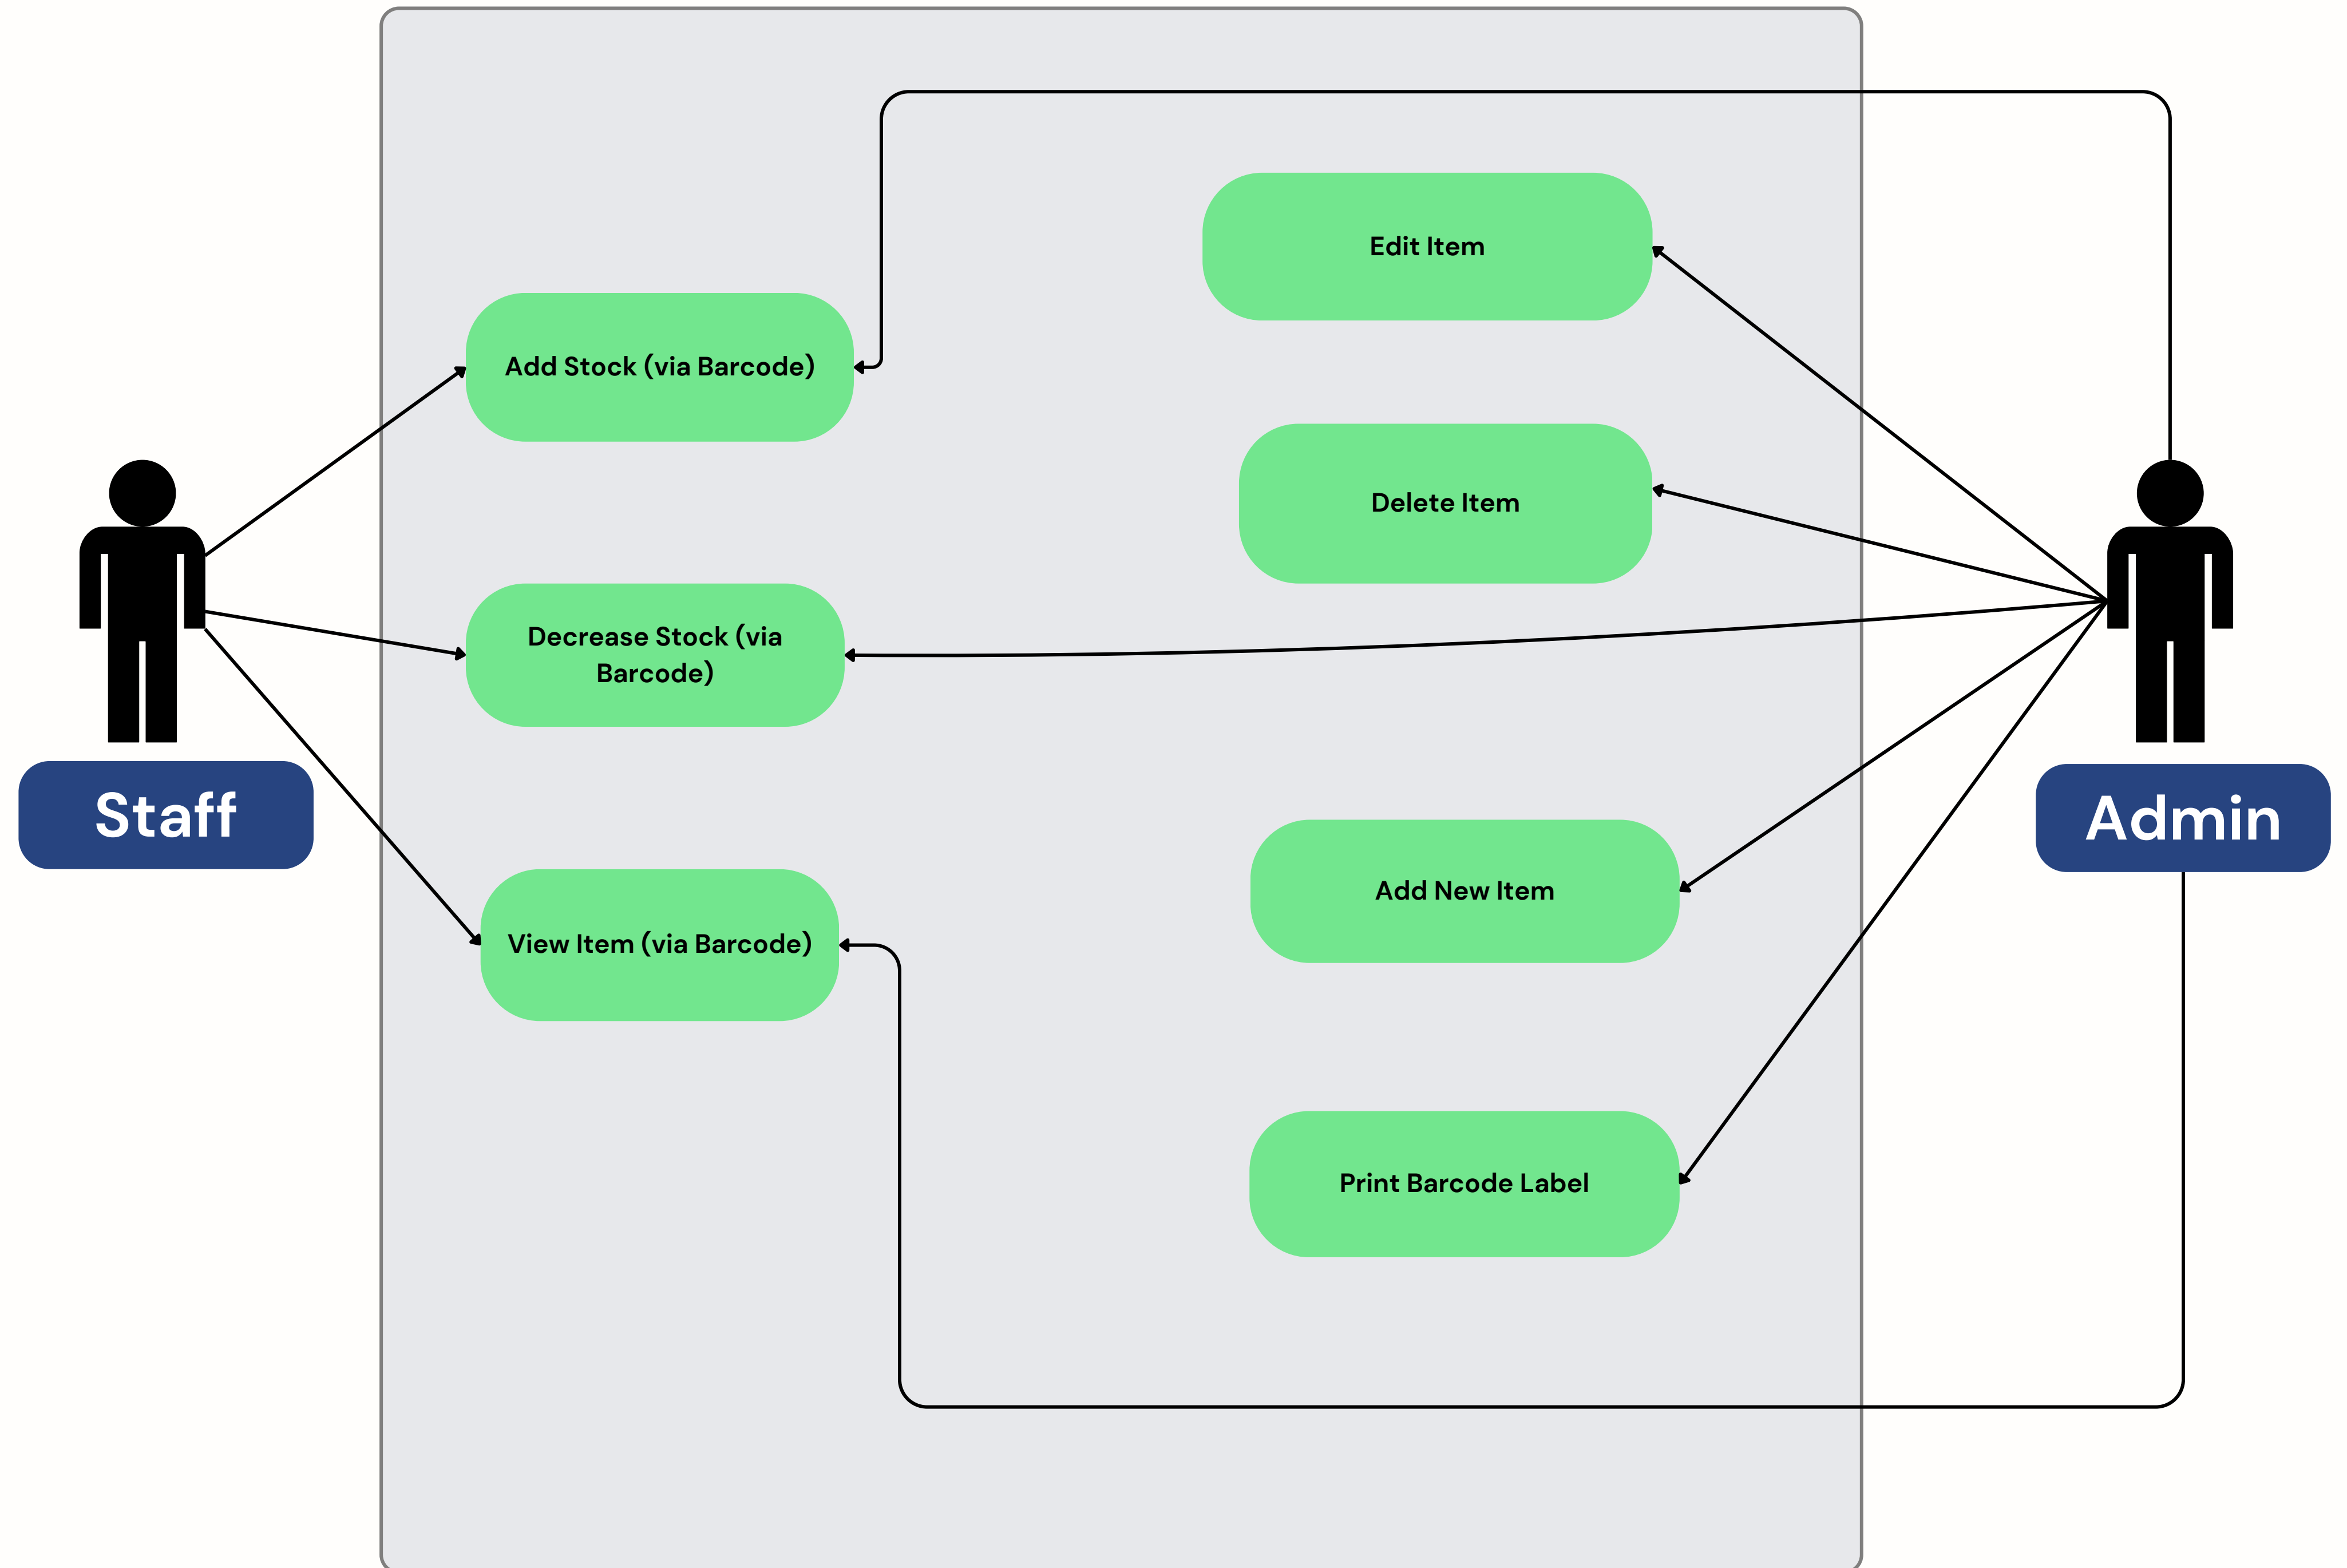 Edit Item
Add Stock (via Barcode)
Delete Item
Decrease Stock (via
Barcode)
Staff
Admin
Add New Item
View Item (via Barcode)
Print Barcode Label